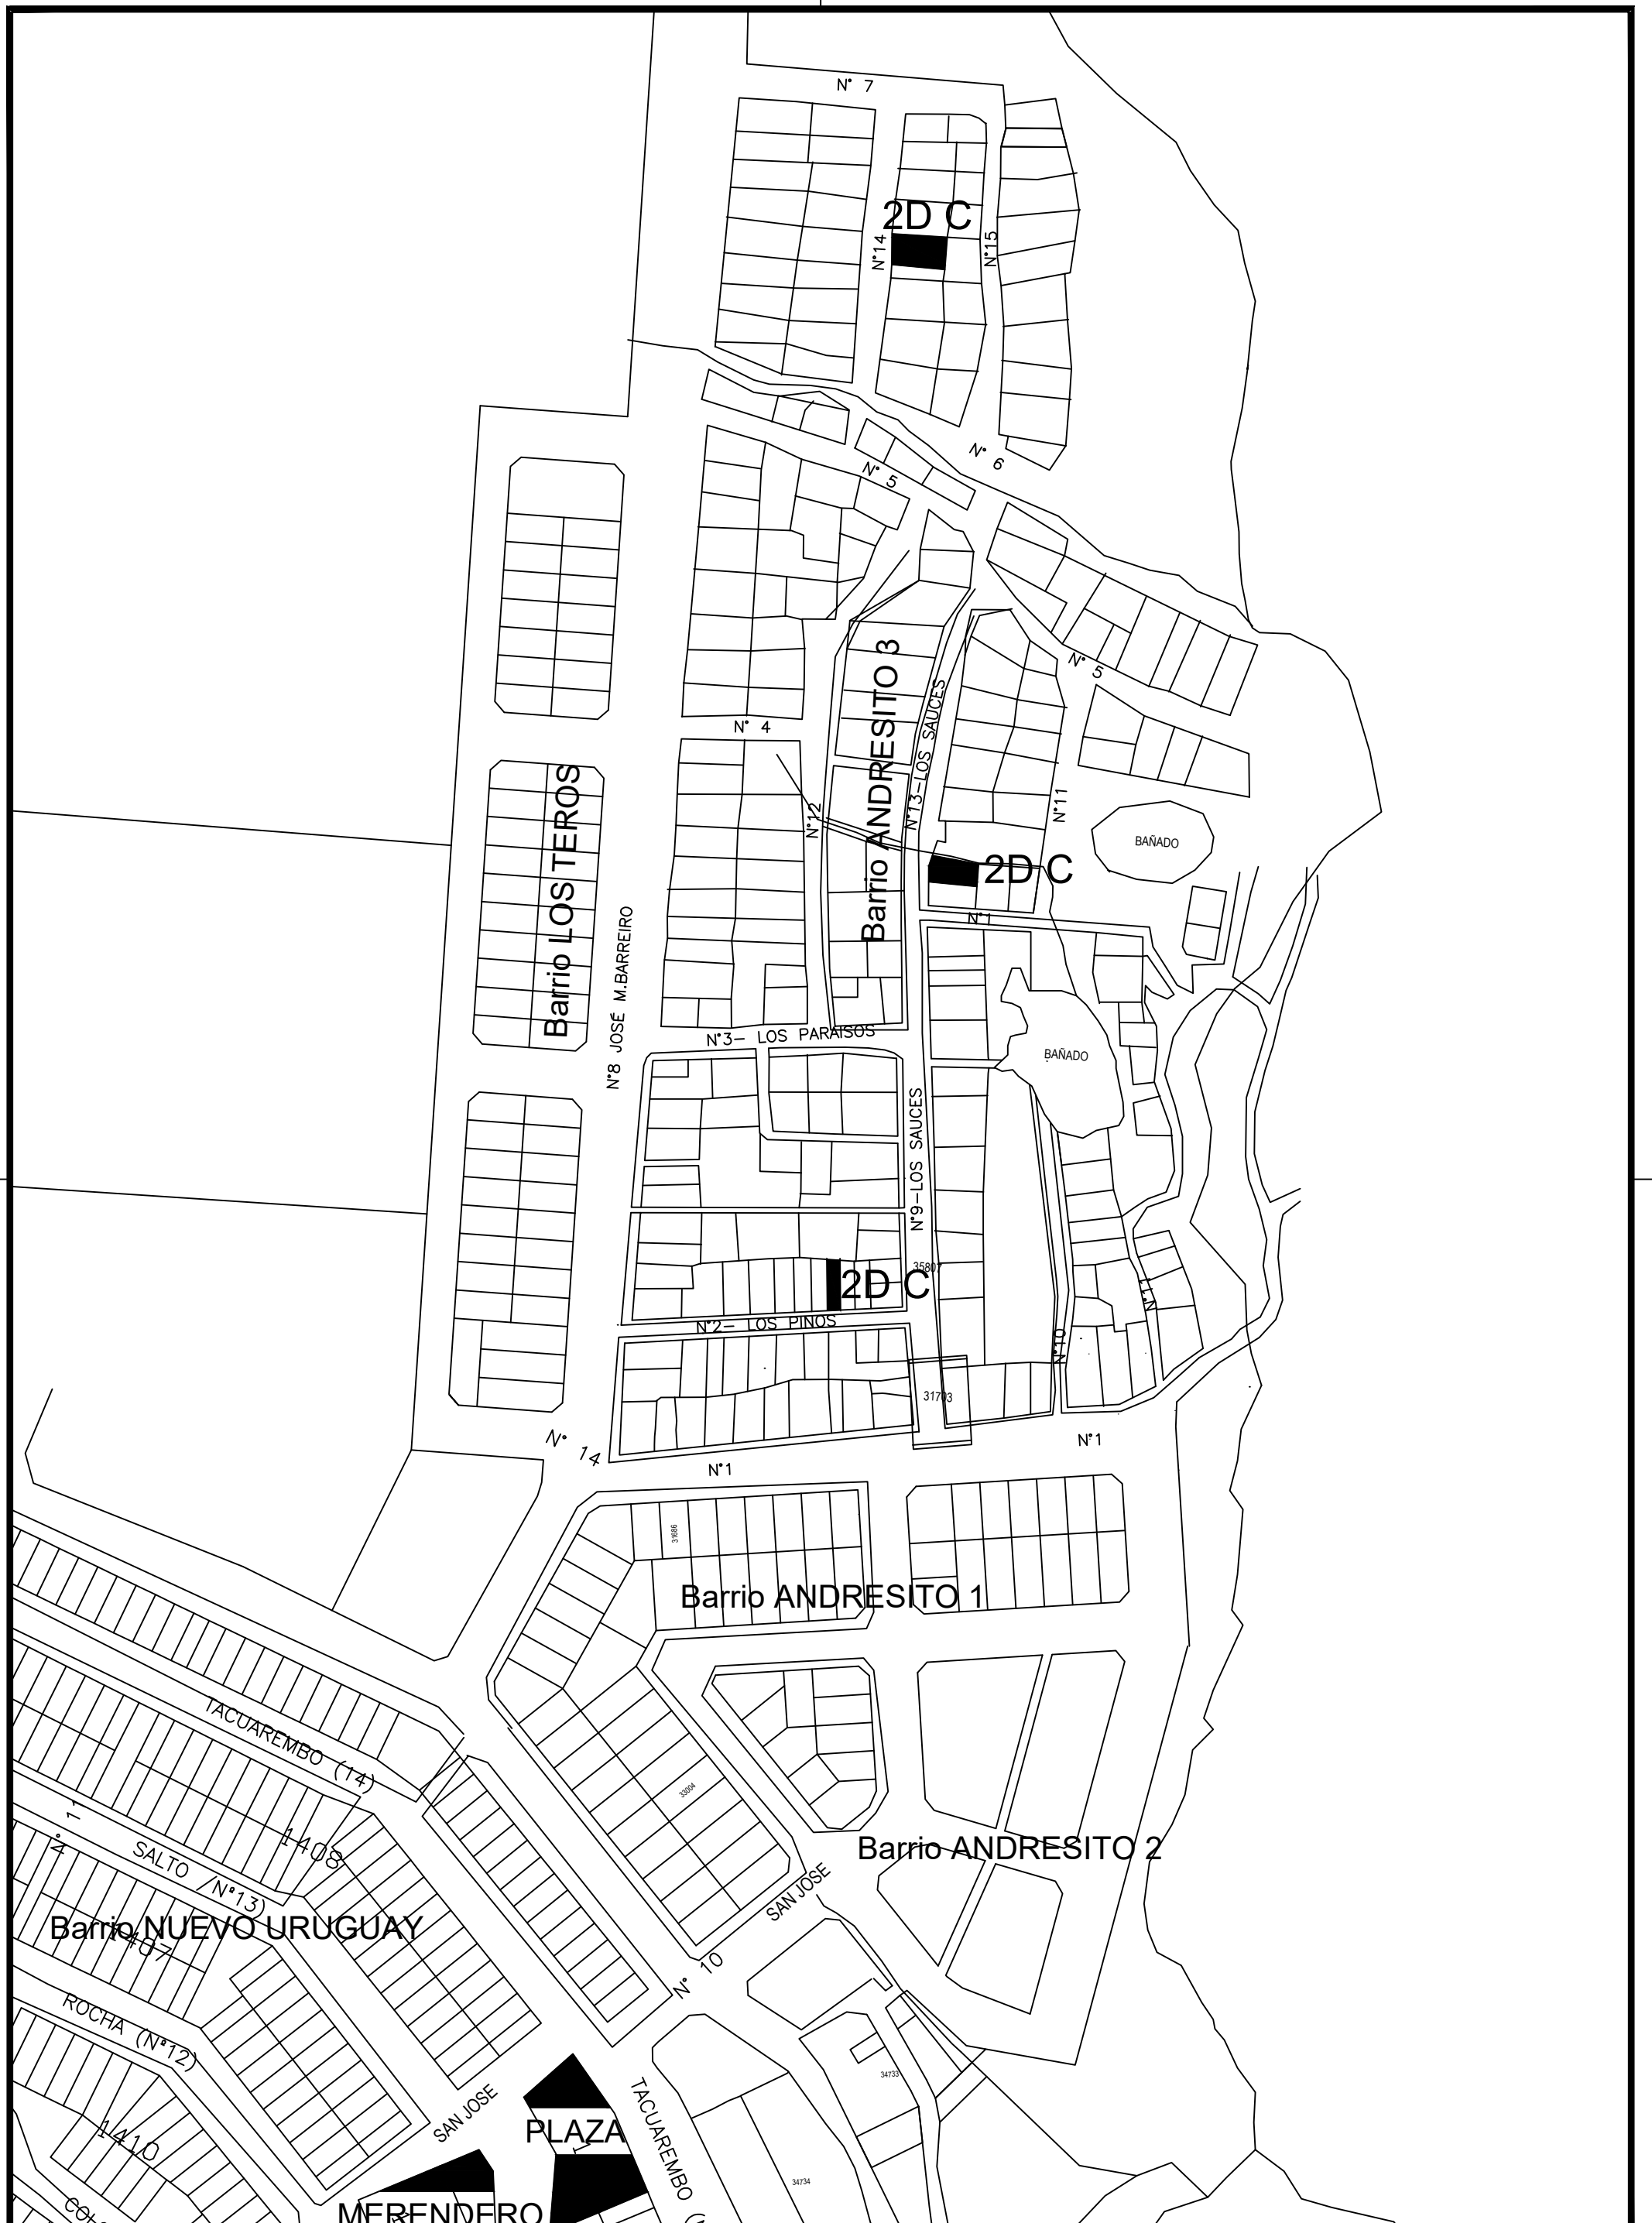 N° 7
2D C
N°14
N°15
N° 6
N° 5
N° 5
N° 4
Barrio ANDRESITO 3
N°13-LOS SAUCES
N°12
N°11
BAÑADO
Barrio LOS TEROS
2D C
N°1
N°8 JOSÉ M.BARREIRO
N°3- LOS PARAISOS
BAÑADO
N°9-LOS SAUCES
35807
2D C
N°11
N°2- LOS PINOS
N°10
31703
N° 14
N°1
N°1
31686
Barrio ANDRESITO 1
TACUAREMBO (14)
33004
1408
Barrio ANDRESITO 2
SALTO /N°13)
SAN JOSE
Barrio NUEVO URUGUAY
1407
N° 10
ROCHA (N°12)
34733
SAN JOSE
PLAZA
TACUAREMBO
1410
34734
MERENDERO